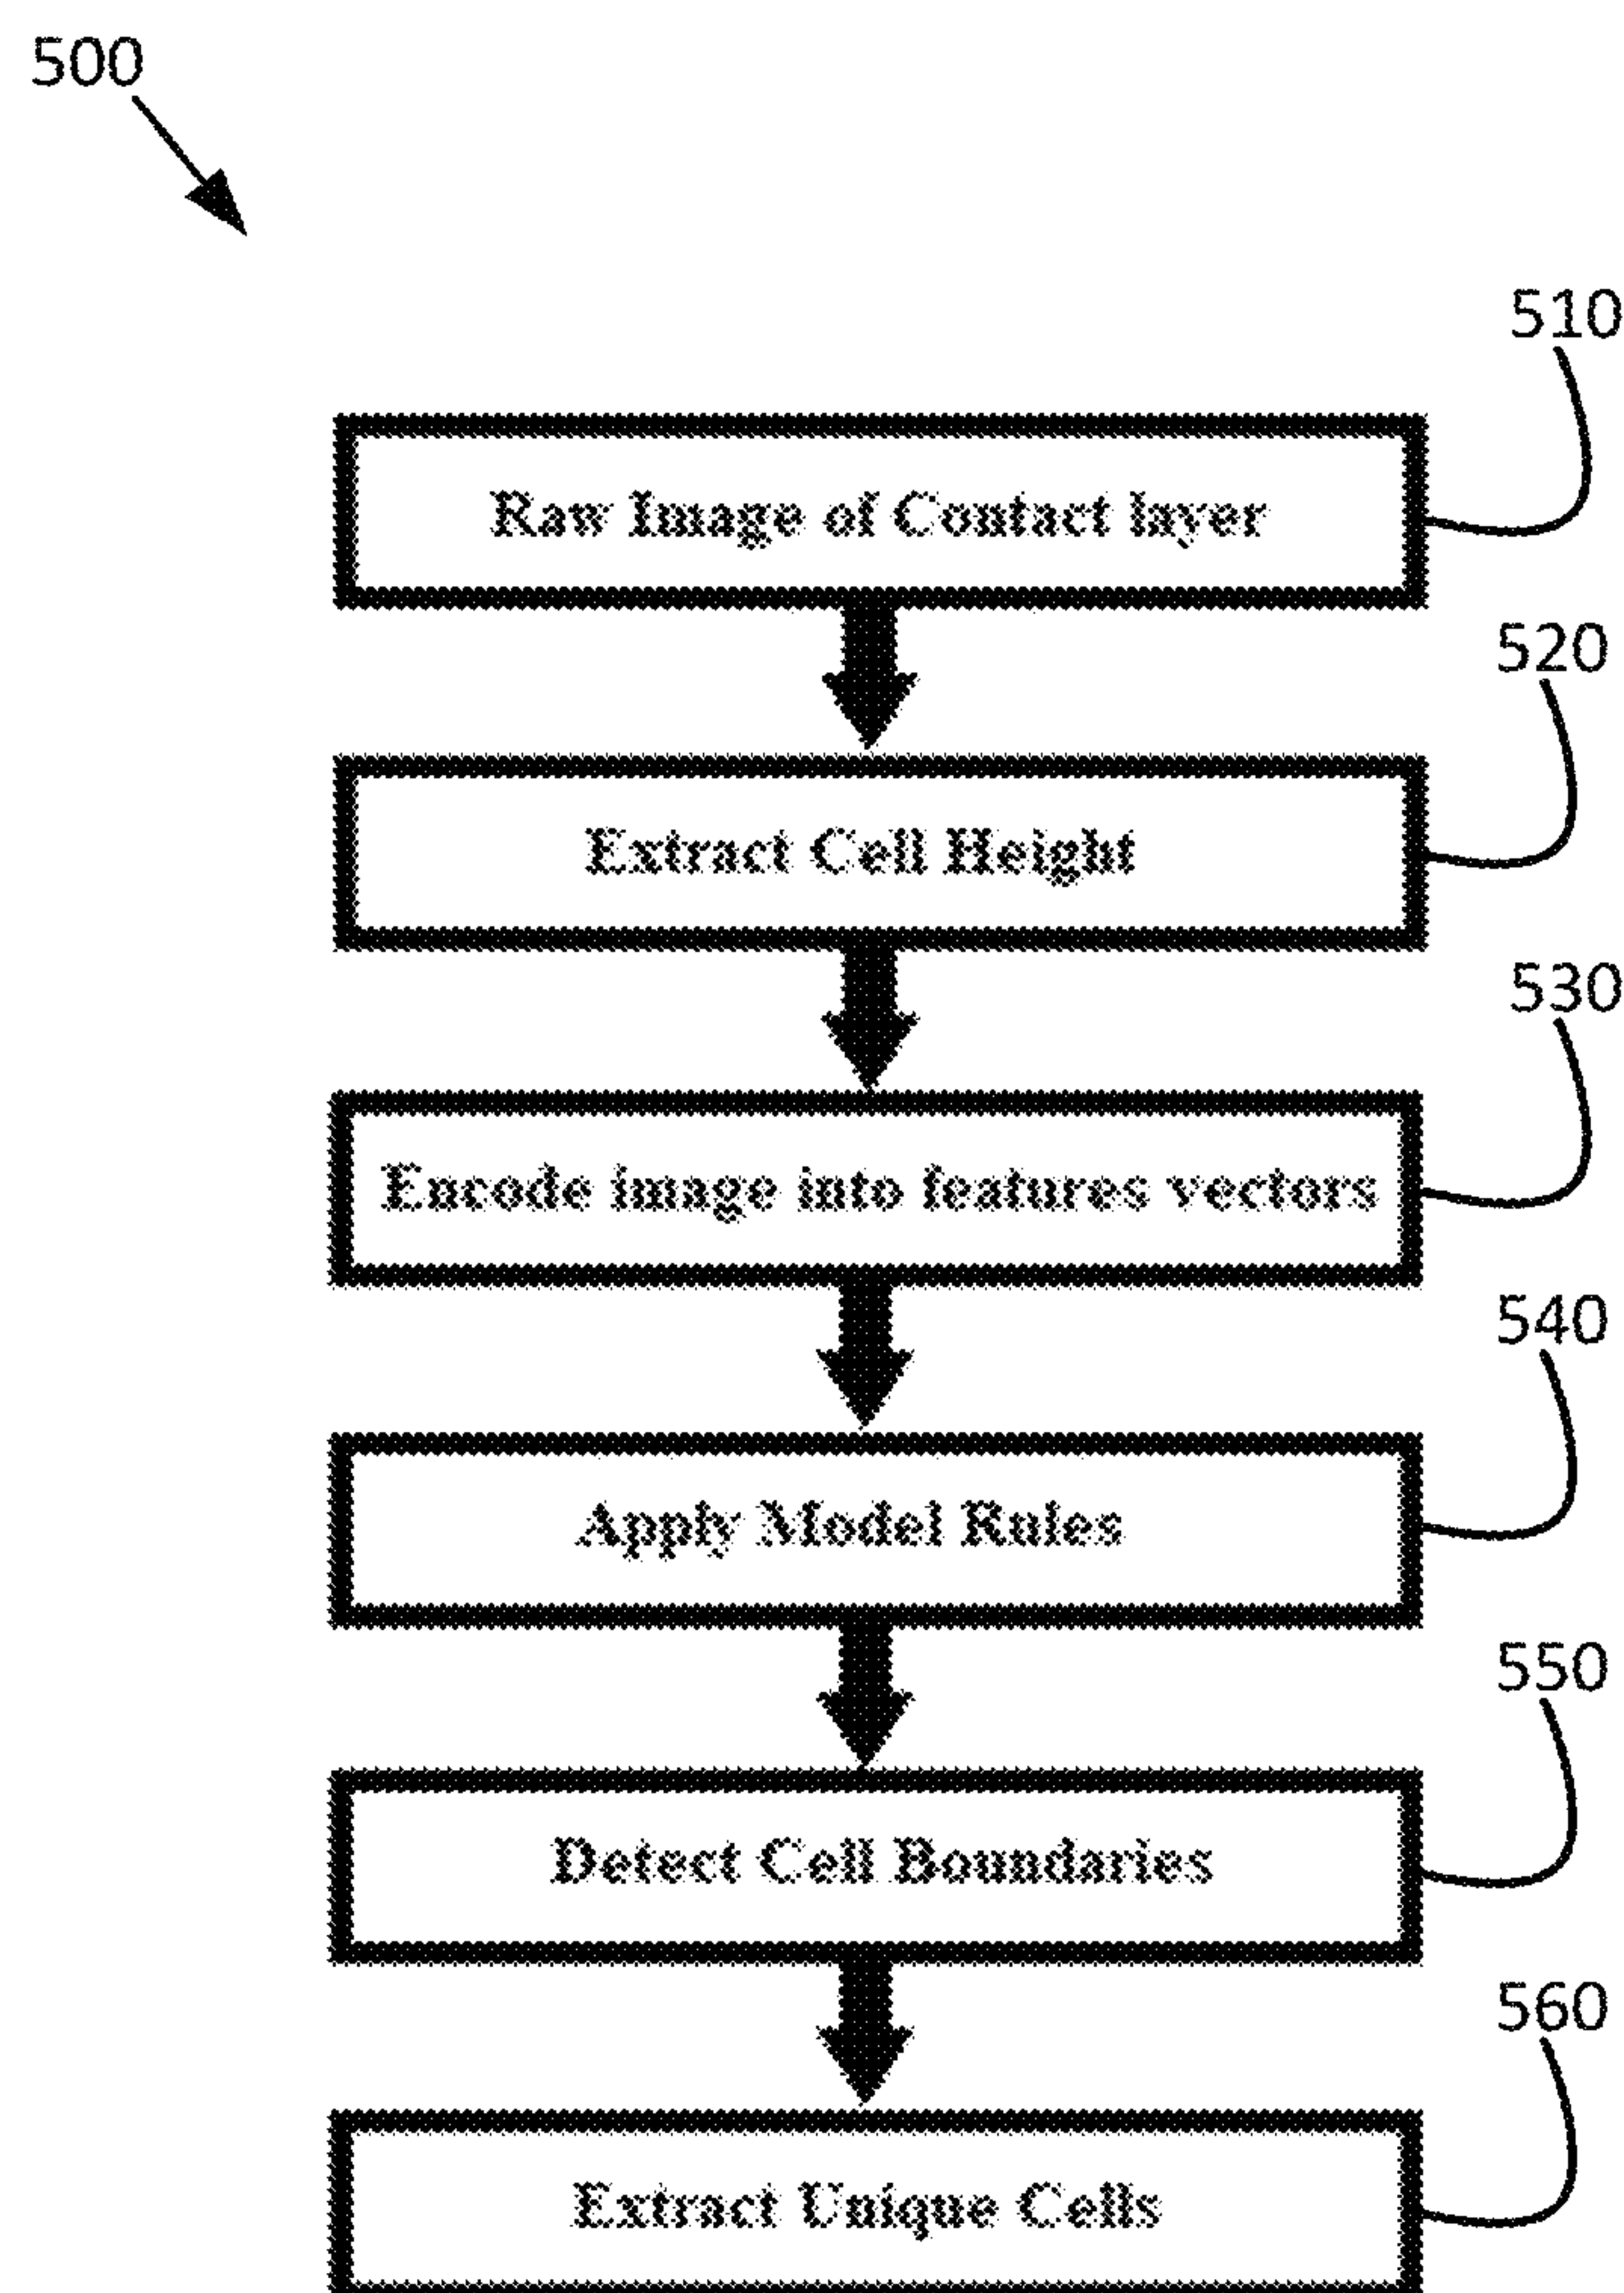 500
510
Raw Image of Contact layer
520
Extract Cell Height
530
Encode image into features vectors
540
Apply Model Rules
550
Detect Cell Boundaries
560
Extract Unique Cells